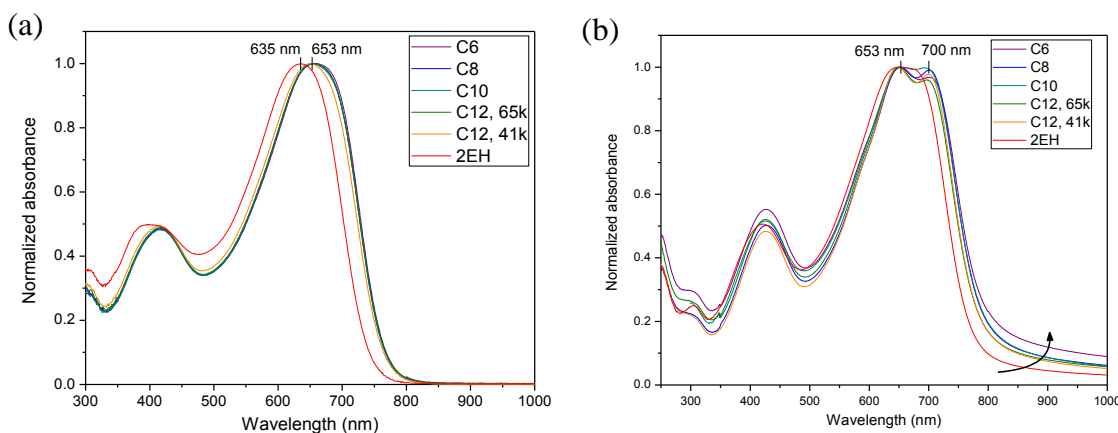 (a)
635 nm 653 nm
C6
C8
C10
C12, 65k
C12, 41k
2EH
1.0
0.8
0.6
0.4
0.2
0.0
Normalized absorbance
300 400 500 600 700 800 900 1000
Wavelength (nm)
(b)
653 nm 700 nm
C6
C8
C10
C12, 65k
C12, 41k
2EH
1.0
0.8
0.6
0.4
0.2
0.0
Normalized absorbance
300 400 500 600 700 800 900 1000
Wavelength (nm)